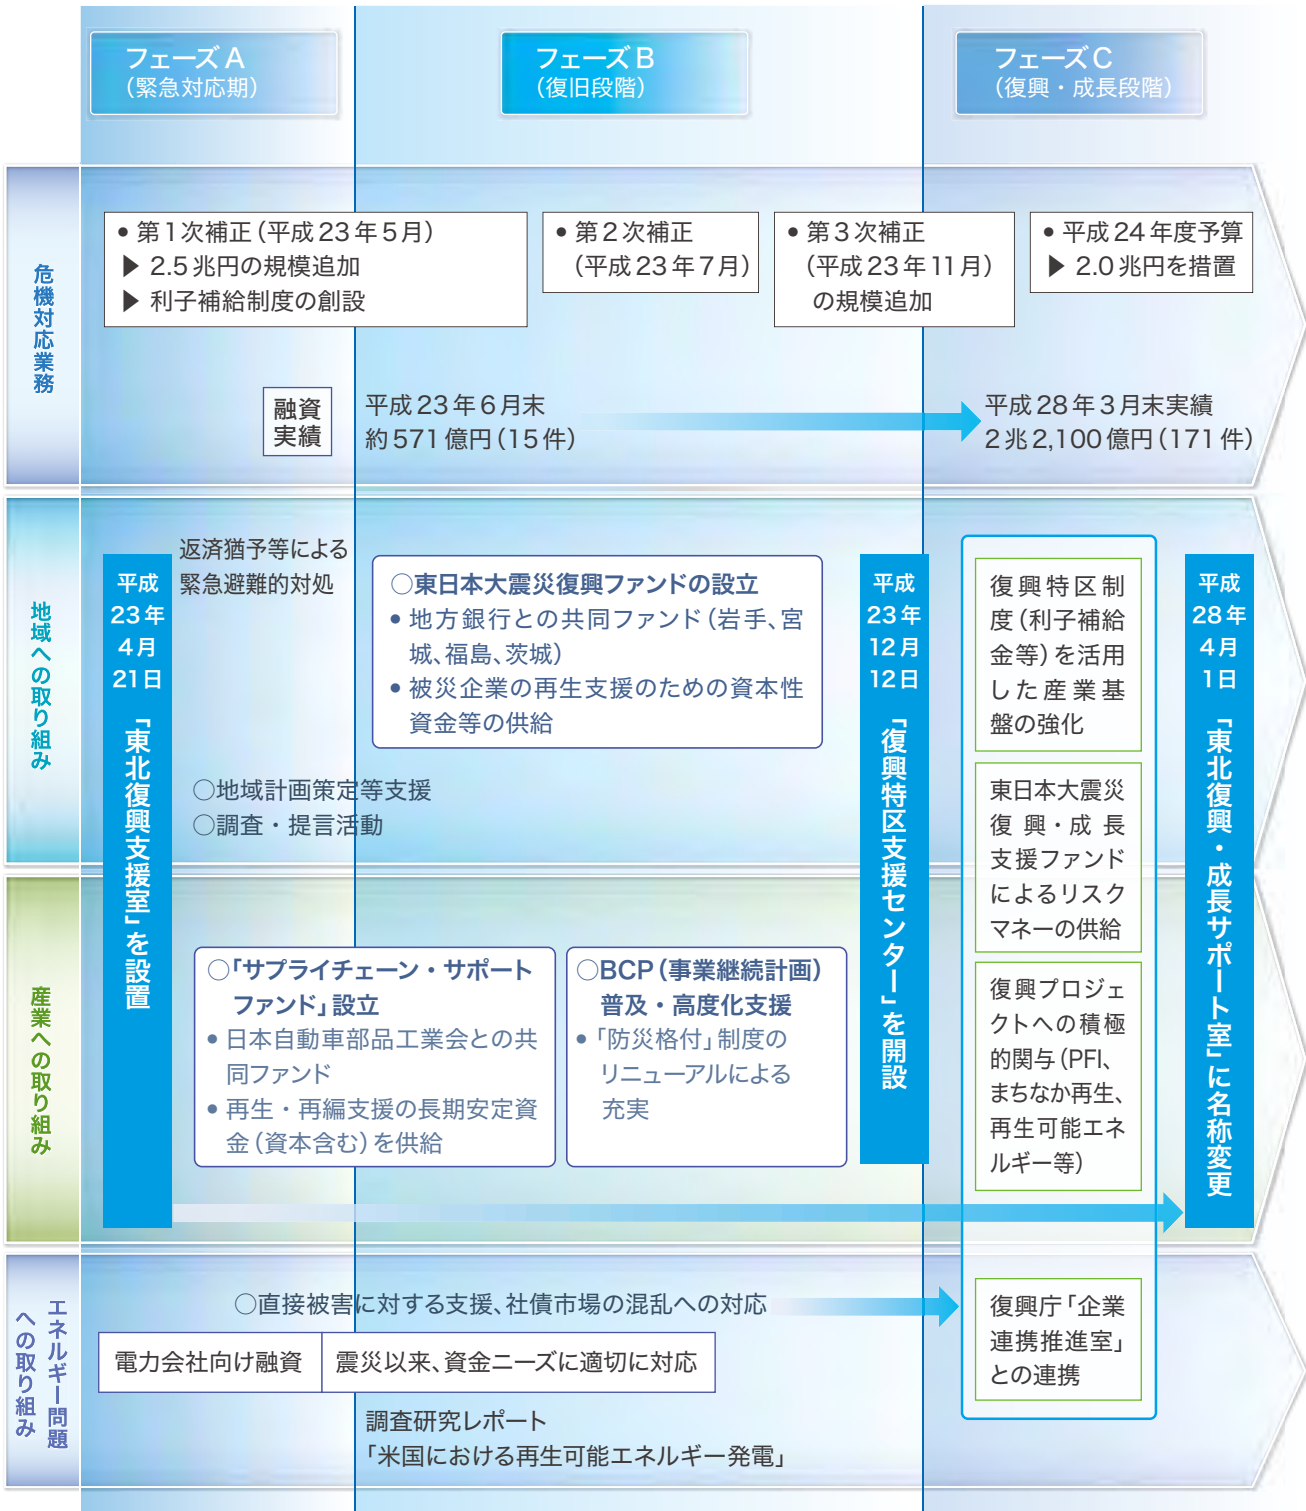 フェーズA
(緊急対応期)
フェーズB
(復旧段階)
フェーズC
(復興・成長段階)
危機対応業務
● 第1次補正(平成23年5月)
▶ 2.5兆円の規模追加
▶ 利子補給制度の創設
● 第2次補正
(平成23年7月)
● 第3次補正
(平成23年11月)
の規模追加
● 平成24年度予算
▶ 2.0兆円を措置
融資
実績
平成23年6月末
約571億円(15件)
平成28年3月末実績
2兆2,100億円(171件)
地域への取り組み
平成
23年
4月
21日
「東北復興支援室」を設置
返済猶予等による
緊急避難的対処
○東日本大震災復興ファンドの設立
● 地方銀行との共同ファンド(岩手、宮
城、福島、茨城)
● 被災企業の再生支援のための資本性
資金等の供給
○地域計画策定等支援
○調査・提言活動
平成
23年
12月
12日
「復興特区支援センター」を開設
復興特区制
度(利子補給
金等)を活用
した産業基
盤の強化
東日本大震災
復興・成長
支援ファンド
によるリスク
マネーの供給
復興プロジェ
クトへの積極
的関与(PFI、
まちなか再生、
再生可能エネ
ルギー等)
平成
28年
4月
1日
「東北復興・成長サポート室」に名称変更
産業への取り組み
○「サプライチェーン・サポート
ファンド」設立
● 日本自動車部品工業会との共
同ファンド
● 再生・再編支援の長期安定資
金(資本含む)を供給
○BCP(事業継続計画)
普及・高度化支援
● 「防災格付」制度の
リニューアルによる
充実
エネルギー問題
への取り組み
○直接被害に対する支援、社債市場の混乱への対応
電力会社向け融資
震災以来、資金ニーズに適切に対応
調査研究レポート
「米国における再生可能エネルギー発電」
復興庁「企業
連携推進室」
との連携